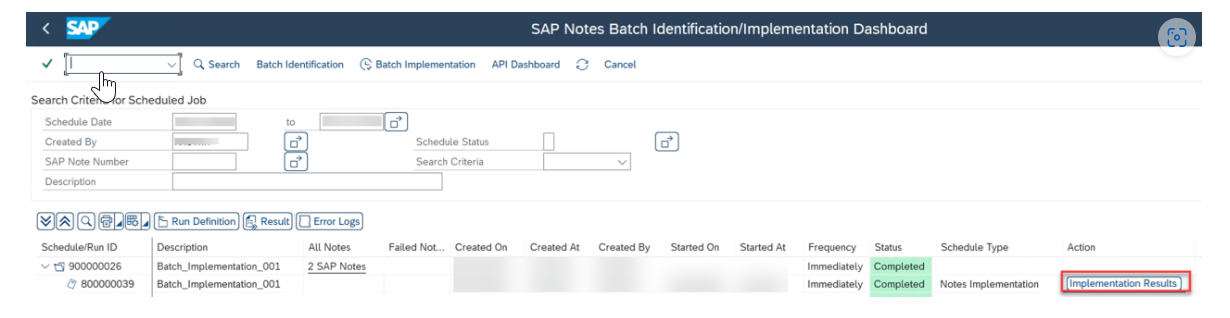 SAP SAP Notes Batch Identification/Implementation Dashboard
Search Batch Identification Batch Implementation API Dashboard Cancel
Search Criteria for Scheduled Job
Schedule Date to
Created By Schedule Status
SAP Note Number Search Criteria
Description
Run Definition Result Error Logs
Schedule/Run ID Description All Notes Failed Not... Created On Created At Created By Started On Started At Frequency Status Schedule Type Action
900000026 Batch_Implementation_001 2 SAP Notes Immediately Completed
800000039 Batch_Implementation_001 Immediately Completed Notes Implementation Implementation Results